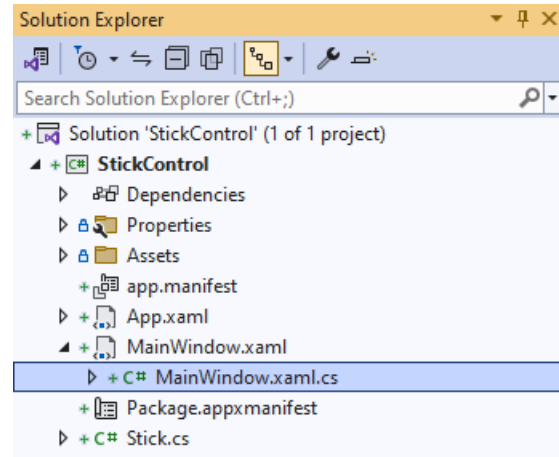 Solution Explorer
Search Solution Explorer (Ctrl+;)
Solution 'StickControl' (1 of 1 project)
C# StickControl
Dependencies
Properties
Assets
app.manifest
App.xaml
MainWindow.xaml
C# MainWindow.xaml.cs
Package.appxmanifest
C# Stick.cs